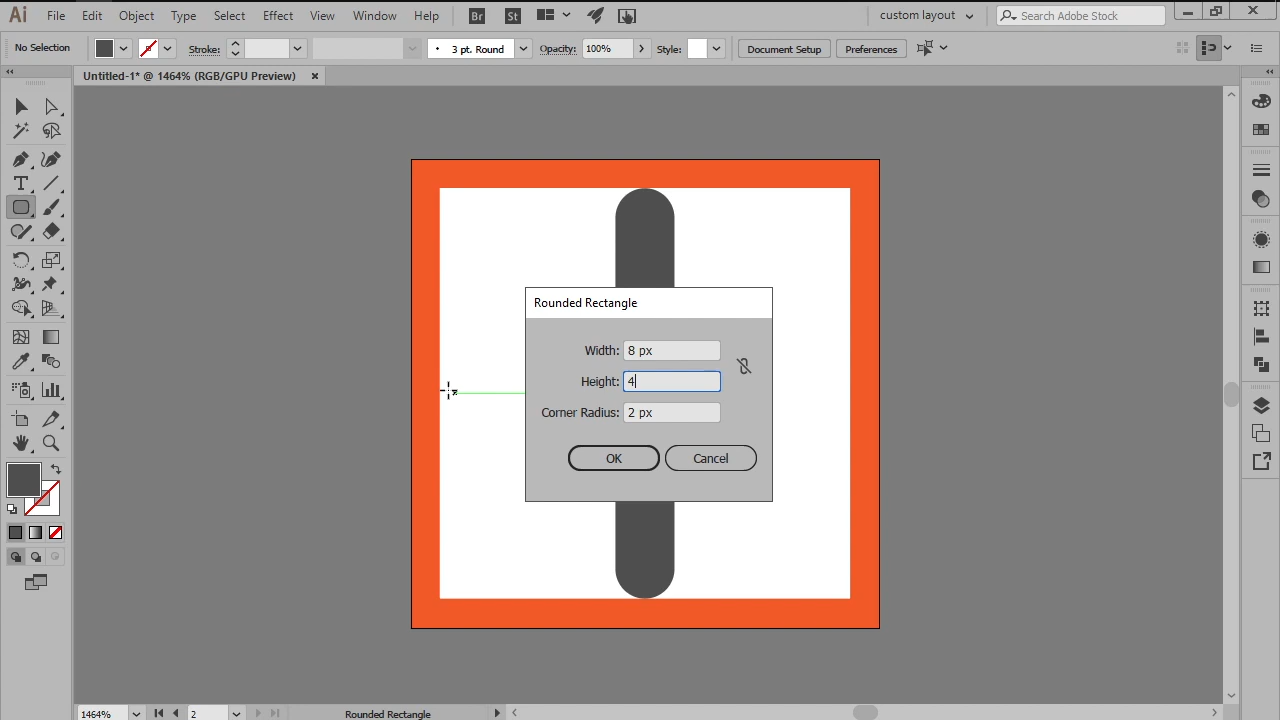 Ai File Edit Object Type Select Effect View Window Help Br St custom layout Search Adobe Stock
No Selection Stroke: 3 pt. Round Opacity: 100% Style: Document Setup Preferences
Untitled-1* @ 1464% (RGB/GPU Preview)
Rounded Rectangle
Width: 8 px
Height: 4
Corner Radius: 2 px
OK Cancel
1464% 2 Rounded Rectangle